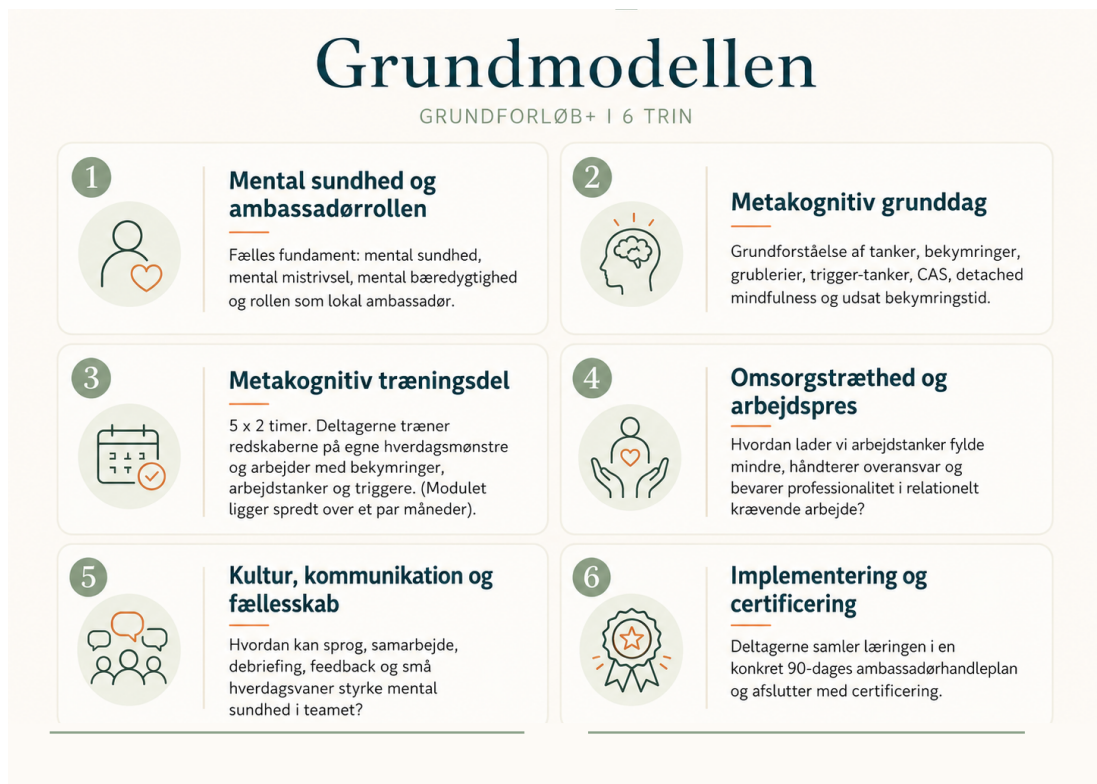 Grundmodellen
GRUNDFORLØB+ I 6 TRIN
1
Mental sundhed og
ambassadørrollen
Fælles fundament: mental sundhed,
mental mistrivsel, mental bæredygtighed
og rollen som lokal ambassadør.
2
Metakognitiv grunddag
Grundforståelse af tanker, bekymringer,
grublerier, trigger-tanker, CAS, detached
mindfulness og udsat bekymringstid.
3
Metakognitiv træningsdel
5 x 2 timer. Deltagerne træner
redskaberne på egne hverdagsmønstre
og arbejder med bekymringer,
arbejdstanker og triggere. (Modulet
ligger spredt over et par måneder).
4
Omsorgstræthed og
arbejdspres
Hvordan lader vi arbejdstanker fylde
mindre, håndterer overansvar og
bevarer professionalitet i relationelt
krævende arbejde?
5
Kultur, kommunikation og
fællesskab
Hvordan kan sprog, samarbejde,
debriefing, feedback og små
hverdagsvaner styrke mental
sundhed i teamet?
6
Implementering og
certificering
Deltagerne samler læringen i en
konkret 90-dages ambassadørhandleplan
og afslutter med certificering.